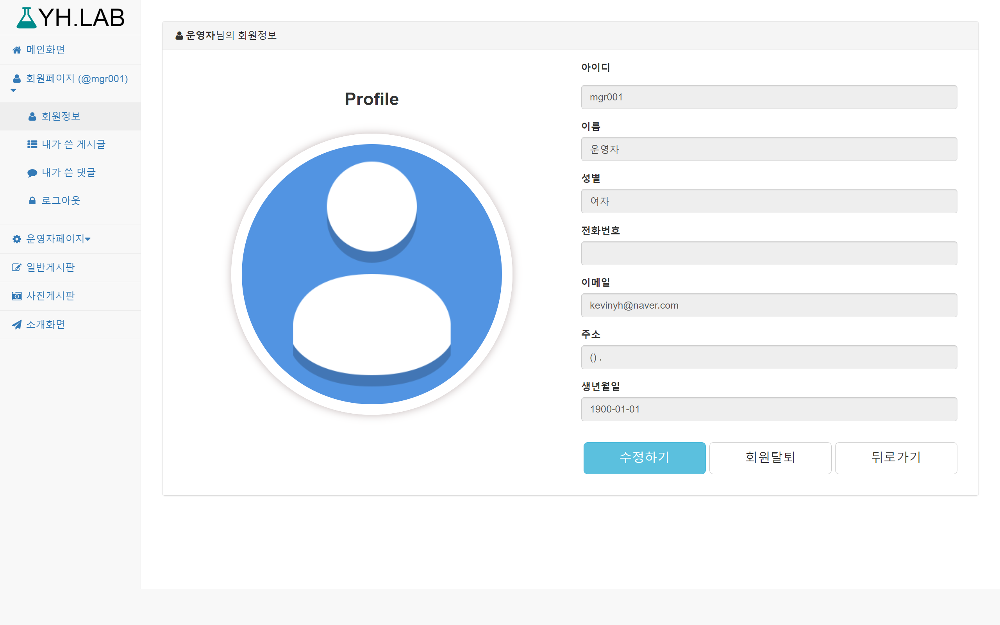 YH.LAB
메인화면
회원페이지 (@mgr001)
회원정보
내가 쓴 게시글
내가 쓴 댓글
로그아웃
운영자페이지
일반게시판
사진게시판
소개화면
운영자님의 회원정보
Profile
아이디
mgr001
이름
운영자
성별
여자
전화번호
이메일
kevinyh@naver.com
주소
() .
생년월일
1900-01-01
수정하기 회원탈퇴 뒤로가기